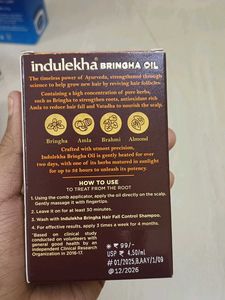 indulekha BRINGHA OIL
The timeless power of Ayurveda, strengthened through
science to help grow new hair by reviving hair follicles.
Containing a high concentration of pure herbs,
such as Bringha to strengthen roots, antioxidant rich
Amla to reduce hair fall and Vatadha to nourish the scalp.
Bringha Amla Brahmi Almond
Crafted with utmost precision,
Indulekha Bringha Oil is gently heated for over
two days, with one of its herbs matured in sunlight
for up to 24 hours to unleash its potency.
HOW TO USE
TO TREAT FROM THE ROOT
1. Using the comb applicator, apply the oil directly on the scalp.
Gently massage it with fingertips.
2. Leave it on for at least 30 minutes.
3. Wash with Indulekha Bringha Hair Fall Control Shampoo.
4. For effective results, apply 3 times a week for 4 months.
*Based on clinical study
conducted on volunteers with
general good health by an
Independent Clinical Research
Organization in 2016-17.
₹ 99/-
USP ₹ 4.50/ml
# 01/2025,B.AAY1/09
@12/2026